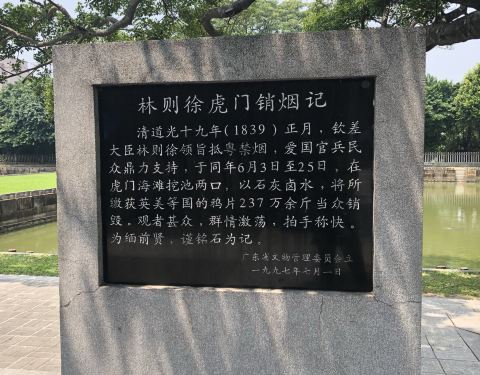 林则徐虎门销烟记
清道光十九年(1839)正月，钦差
大臣林则徐领旨抵粤禁烟，爱国官兵民
众鼎力支持，于同年6月3日至25日，在
虎门海滩挖池两口，以石灰卤水，将所
缴获英美等国的鸦片237万余斤当众销
毁。观者甚众，群情激荡，拍手称快。
为缅前贤，谨铭石为记。
广东省文物管理委员会立
一九九七年七月一日